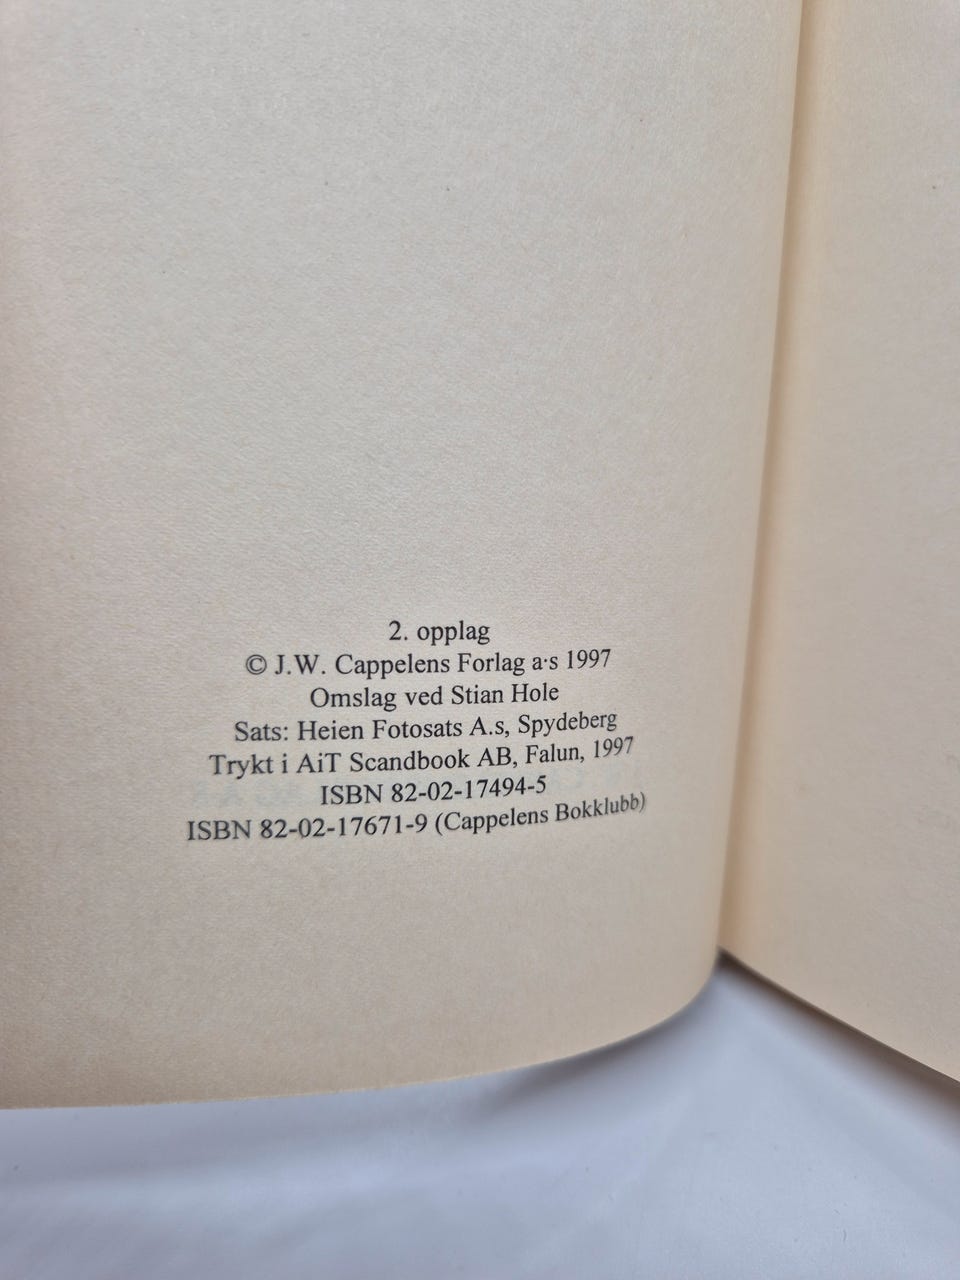 2. opplag
© J.W. Cappelens Forlag a·s 1997
Omslag ved Stian Hole
Sats: Heien Fotosats A.s, Spydeberg
Trykt i AiT Scandbook AB, Falun, 1997
ISBN 82-02-17494-5
ISBN 82-02-17671-9 (Cappelens Bokklubb)